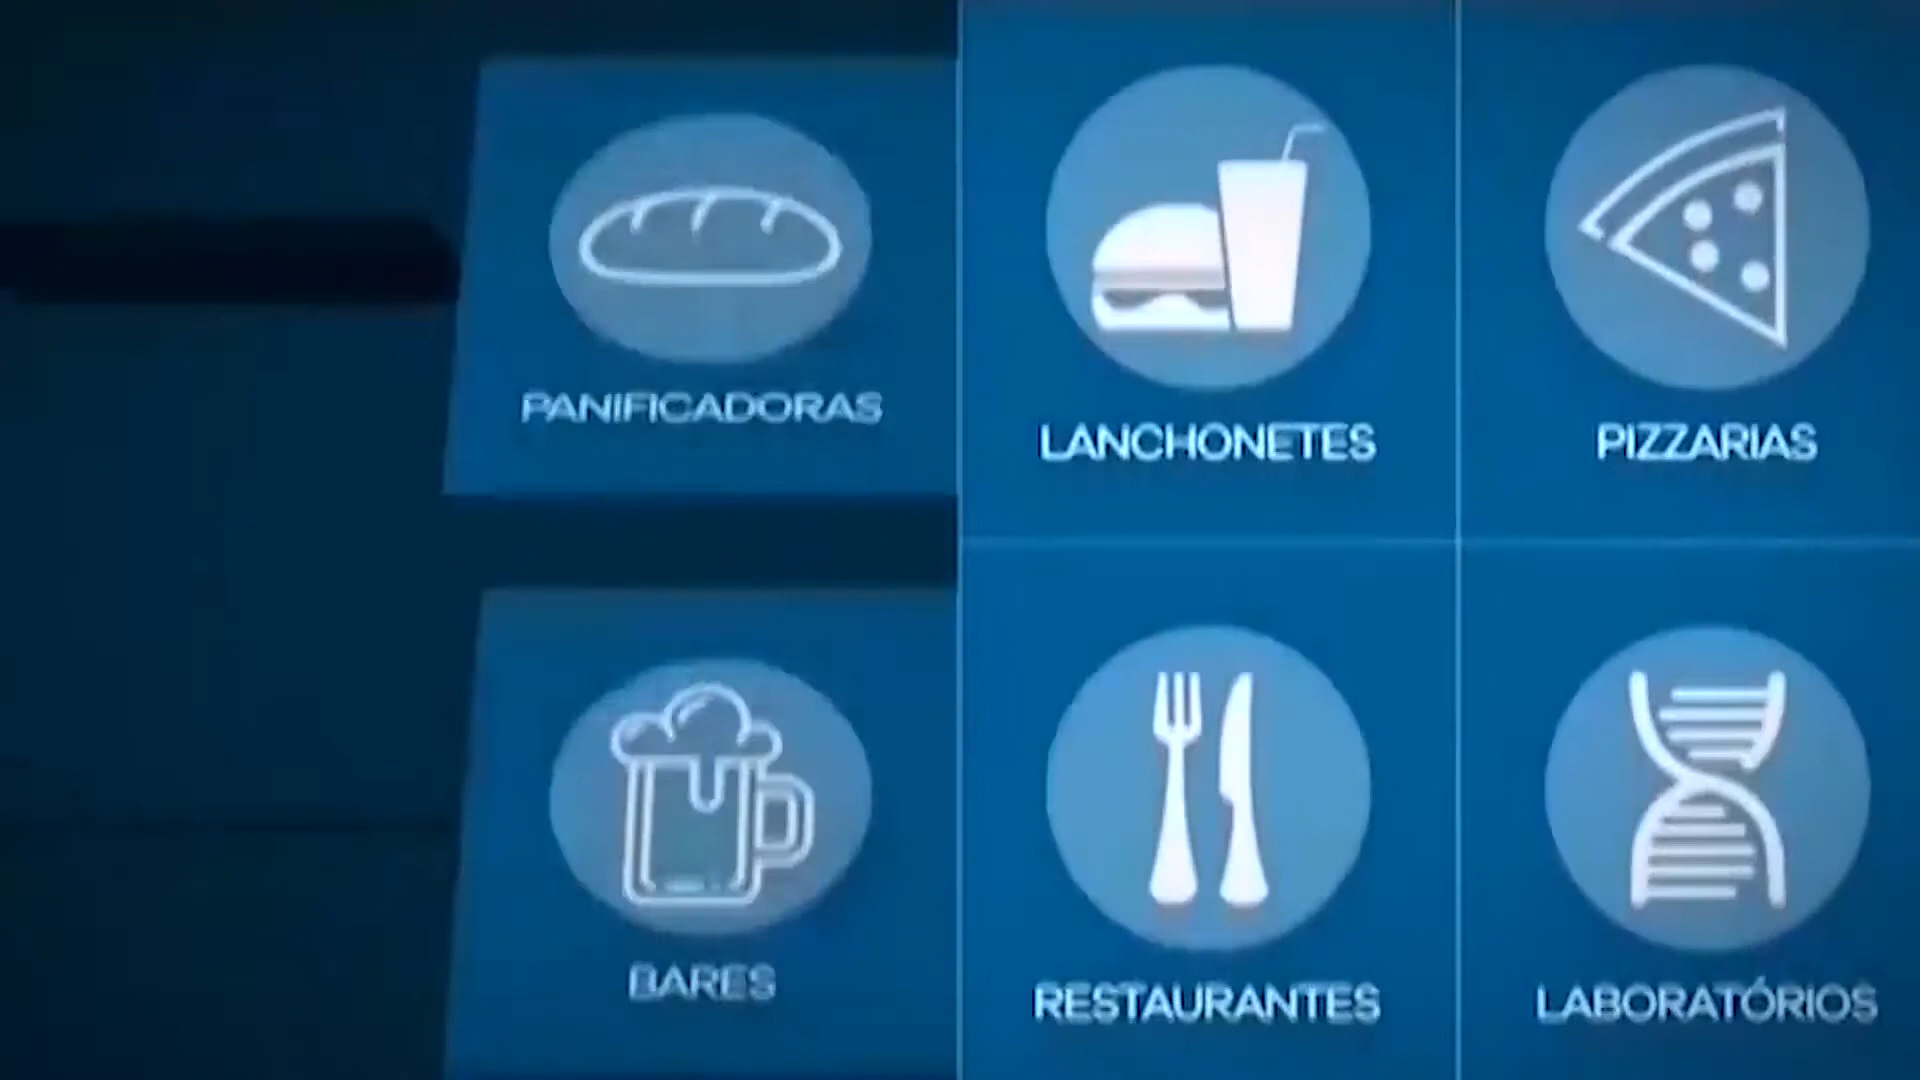 PANIFICADORAS
LANCHONETES
PIZZARIAS
BARES
RESTAURANTES
LABORATÓRIOS